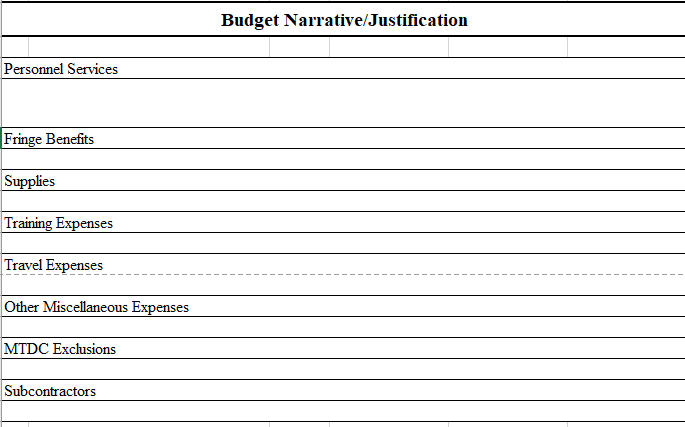 Budget Narrative/Justification
Personnel Services
Fringe Benefits
Supplies
Training Expenses
Travel Expenses
Other Miscellaneous Expenses
MTDC Exclusions
Subcontractors